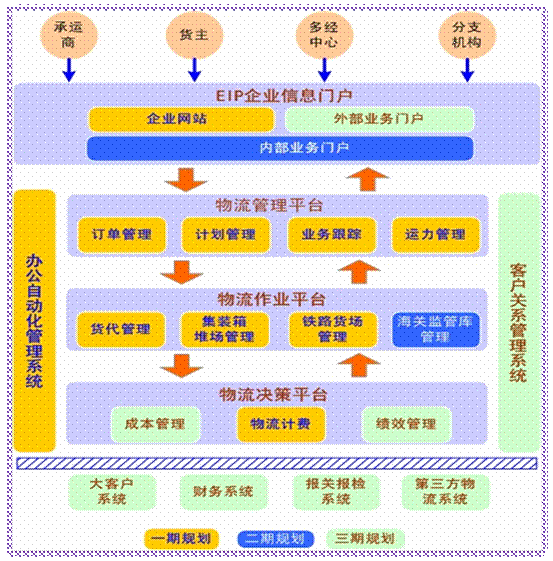 承运商
货主
多经中心
分支机构
EIP企业信息门户
企业网站
外部业务门户
内部业务门户
物流管理平台
订单管理
计划管理
业务跟踪
运力管理
办公自动化管理系统
客户关系管理系统
物流作业平台
货代管理
集装箱
堆场管理
铁路货场
管理
海关监管库
管理
物流决策平台
成本管理
物流计费
绩效管理
大客户
系统
财务系统
报关报检
系统
第三方物
流系统
一期规划
二期规划
三期规划